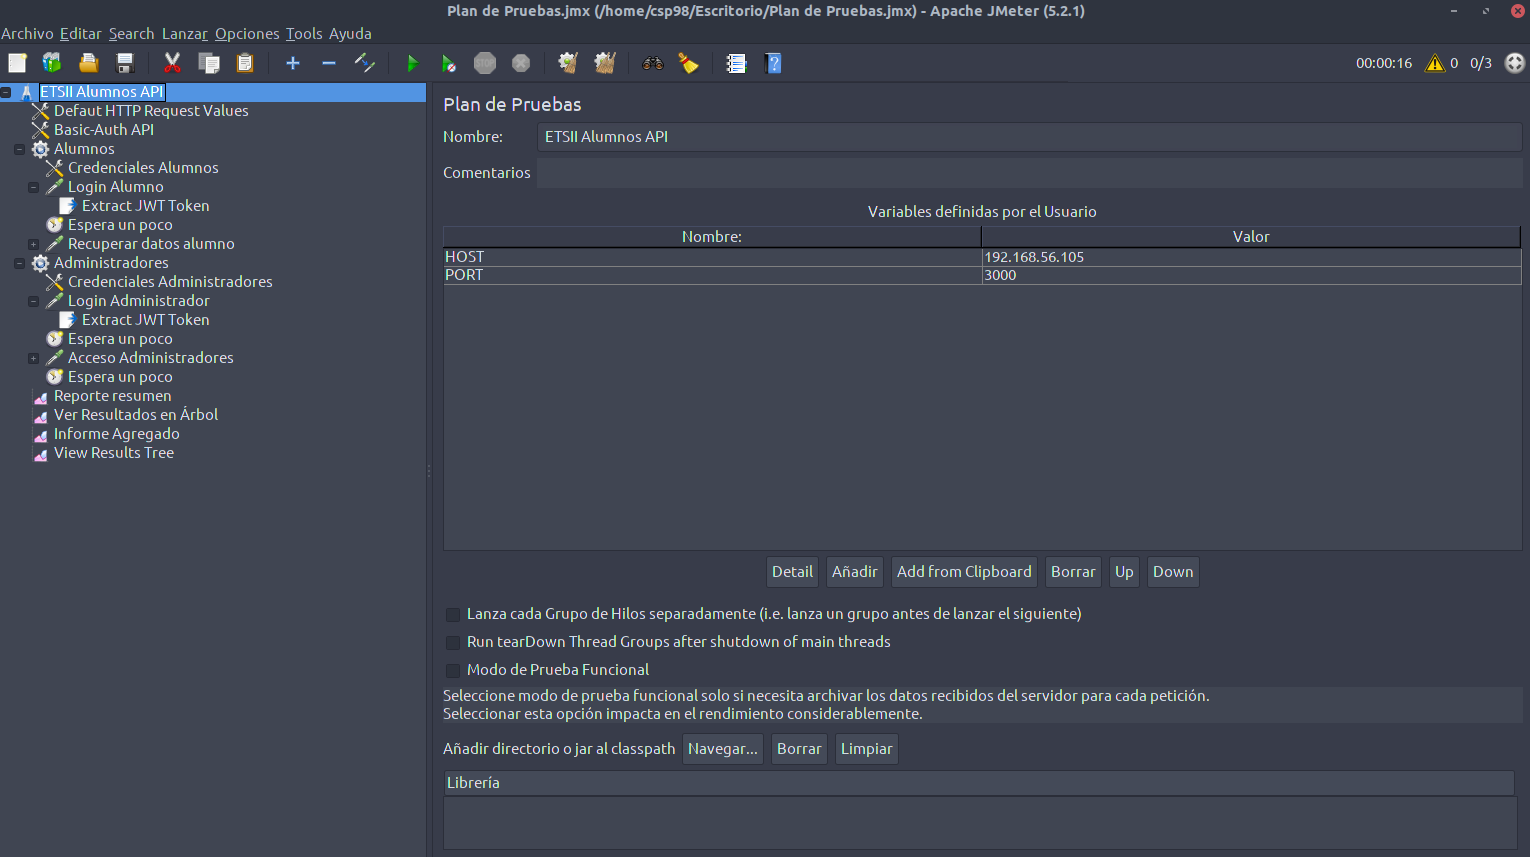 Plan de Pruebas.jmx (/home/csp98/Escritorio/Plan de Pruebas.jmx) - Apache JMeter (5.2.1)
Archivo Editar Search Lanzar Opciones Tools Ayuda
STOP
00:00:16 0 0/3
ETSII Alumnos API
Defaut HTTP Request Values
Basic-Auth API
Alumnos
Credenciales Alumnos
Login Alumno
Extract JWT Token
Espera un poco
Recuperar datos alumno
Administradores
Credenciales Administradores
Login Administrador
Extract JWT Token
Espera un poco
Acceso Administradores
Espera un poco
Reporte resumen
Ver Resultados en Árbol
Informe Agregado
View Results Tree
Plan de Pruebas
Nombre: ETSII Alumnos API
Comentarios
Variables definidas por el Usuario
Nombre: Valor
HOST 192.168.56.105
PORT 3000
Detail Añadir Add from Clipboard Borrar Up Down
Lanza cada Grupo de Hilos separadamente (i.e. lanza un grupo antes de lanzar el siguiente)
Run tearDown Thread Groups after shutdown of main threads
Modo de Prueba Funcional
Seleccione modo de prueba funcional solo si necesita archivar los datos recibidos del servidor para cada petición.
Seleccionar esta opción impacta en el rendimiento considerablemente.
Añadir directorio o jar al classpath Navegar... Borrar Limpiar
Librería